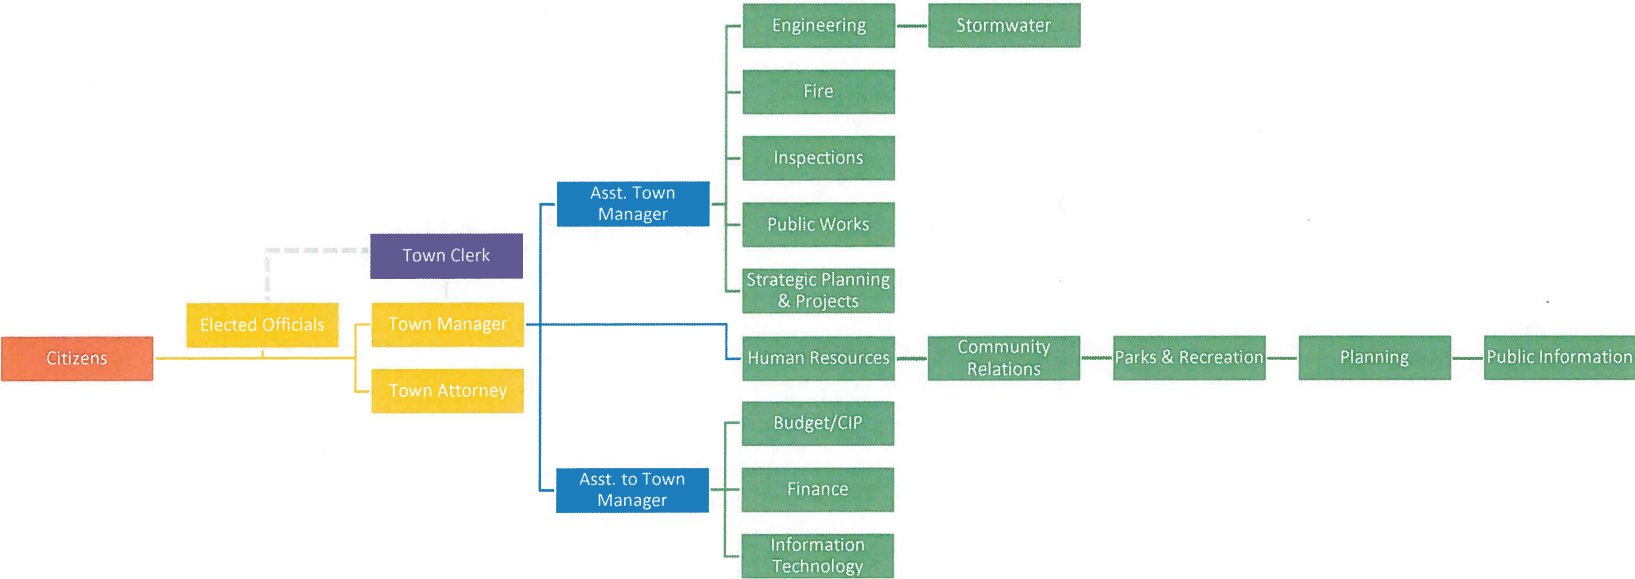 Engineering
Stormwater
Fire
Inspections
Asst. Town
Manager
Public Works
Town Clerk
Strategic Planning
& Projects
Elected Officials
Town Manager
Citizens
Human Resources
Community
Relations
Parks & Recreation
Planning
Public Information
Town Attorney
Budget/CIP
Asst. to Town
Manager
Finance
Information
Technology